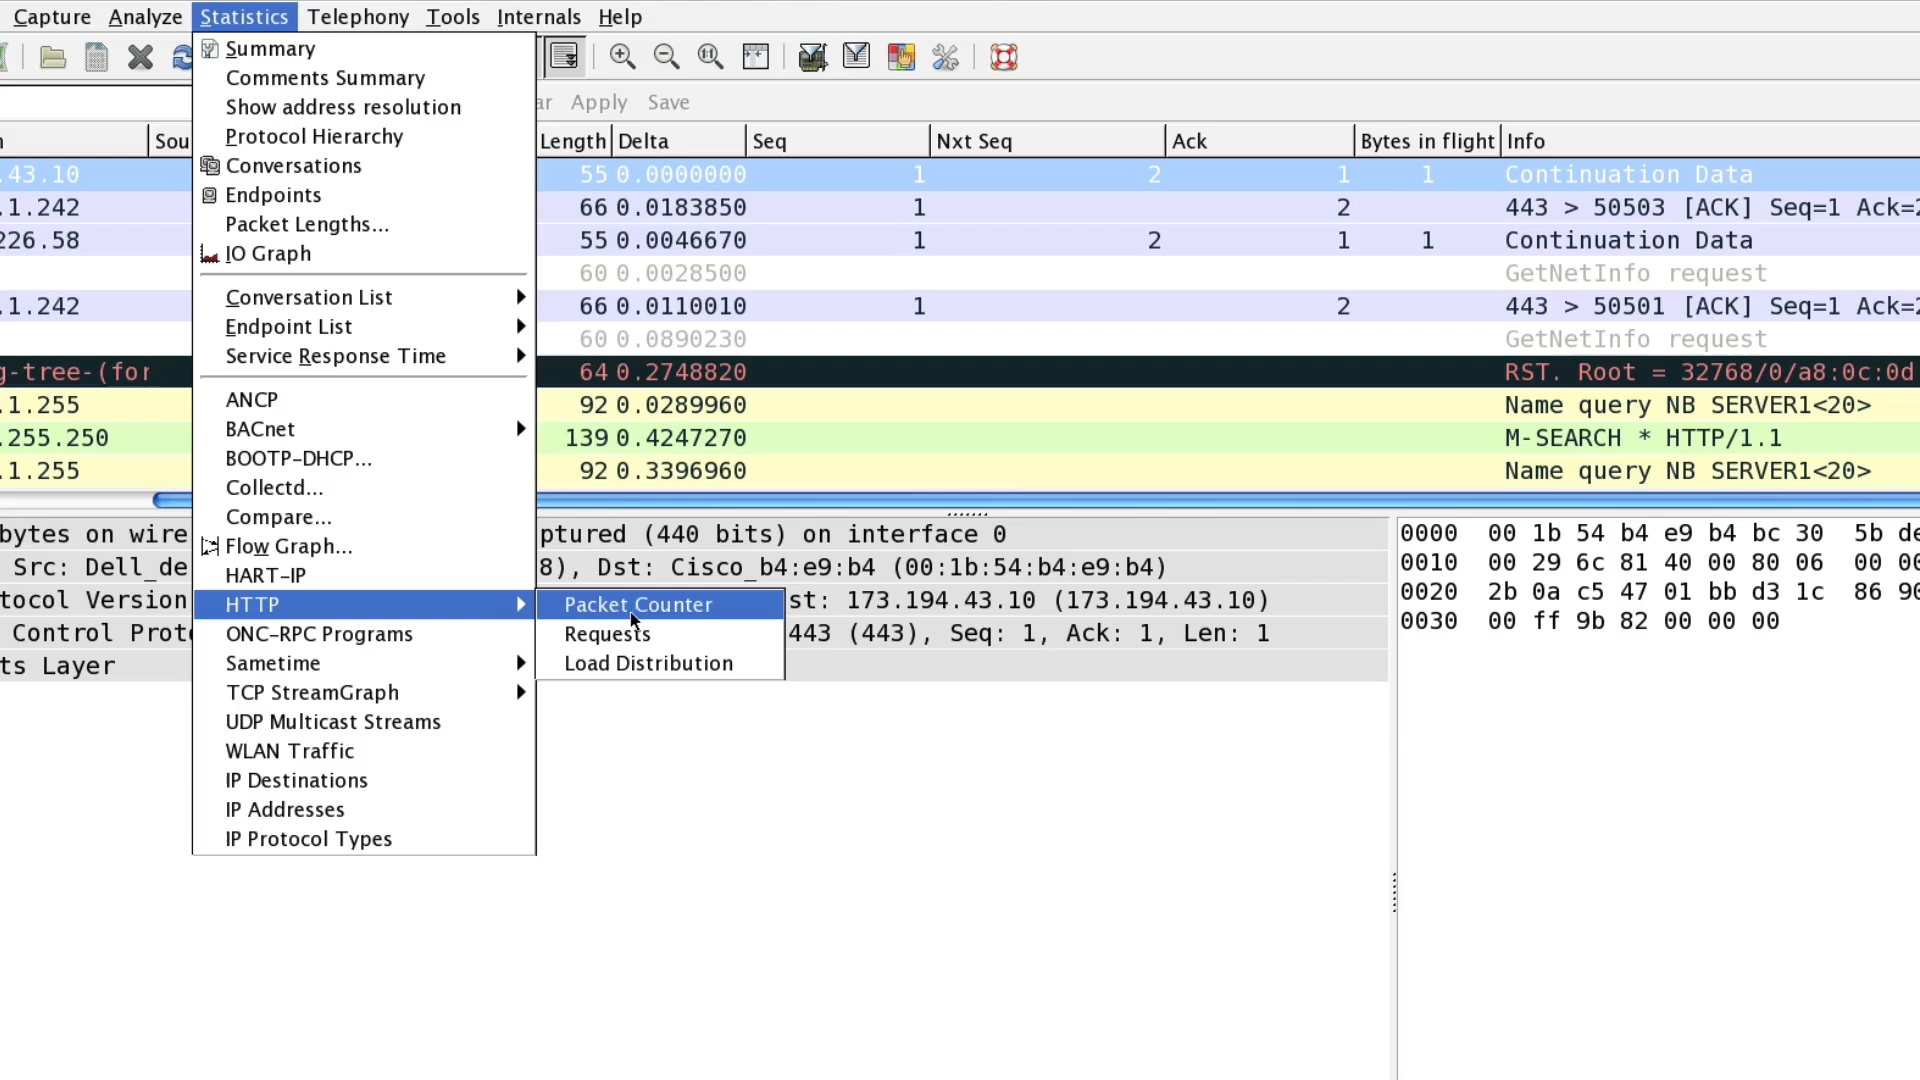 Capture Analyze Statistics Telephony Tools Internals Help
Summary
Comments Summary
Show address resolution
ar Apply Save
Protocol Hierarchy
Sou Length Delta Seq Nxt Seq Ack Bytes in flight Info
Conversations
.43.10 55 0.0000000 1 2 1 1 Continuation Data
Endpoints
.1.242 66 0.0183850 1 2 443 > 50503 [ACK] Seq=1 Ack=2
Packet Lengths...
226.58 55 0.0046670 1 2 1 1 Continuation Data
IO Graph
60 0.0028500 GetNetInfo request
Conversation List
.1.242 66 0.0110010 1 2 443 > 50501 [ACK] Seq=1 Ack=2
Endpoint List
60 0.0890230 GetNetInfo request
Service Response Time
g-tree-(for 64 0.2748820 RST. Root = 32768/0/a8:0c:0d
ANCP
.1.255 92 0.0289960 Name query NB SERVER1<20>
BACnet
.255.250 139 0.4247270 M-SEARCH * HTTP/1.1
BOOTP-DHCP...
.1.255 92 0.3396960 Name query NB SERVER1<20>
Collectd...
Compare...
bytes on wire ptured (440 bits) on interface 0
Flow Graph...
Src: Dell_de 8), Dst: Cisco_b4:e9:b4 (00:1b:54:b4:e9:b4)
HART-IP
tocol Version st: 173.194.43.10 (173.194.43.10)
HTTP
Packet Counter
Control Prot 443 (443), Seq: 1, Ack: 1, Len: 1
ONC-RPC Programs
Requests
ts Layer
Sametime
Load Distribution
TCP StreamGraph
UDP Multicast Streams
WLAN Traffic
IP Destinations
IP Addresses
IP Protocol Types
0000 00 1b 54 b4 e9 b4 bc 30 5b de
0010 00 29 6c 81 40 00 80 06 00 00
0020 2b 0a c5 47 01 bb d3 1c 86 90
0030 00 ff 9b 82 00 00 00